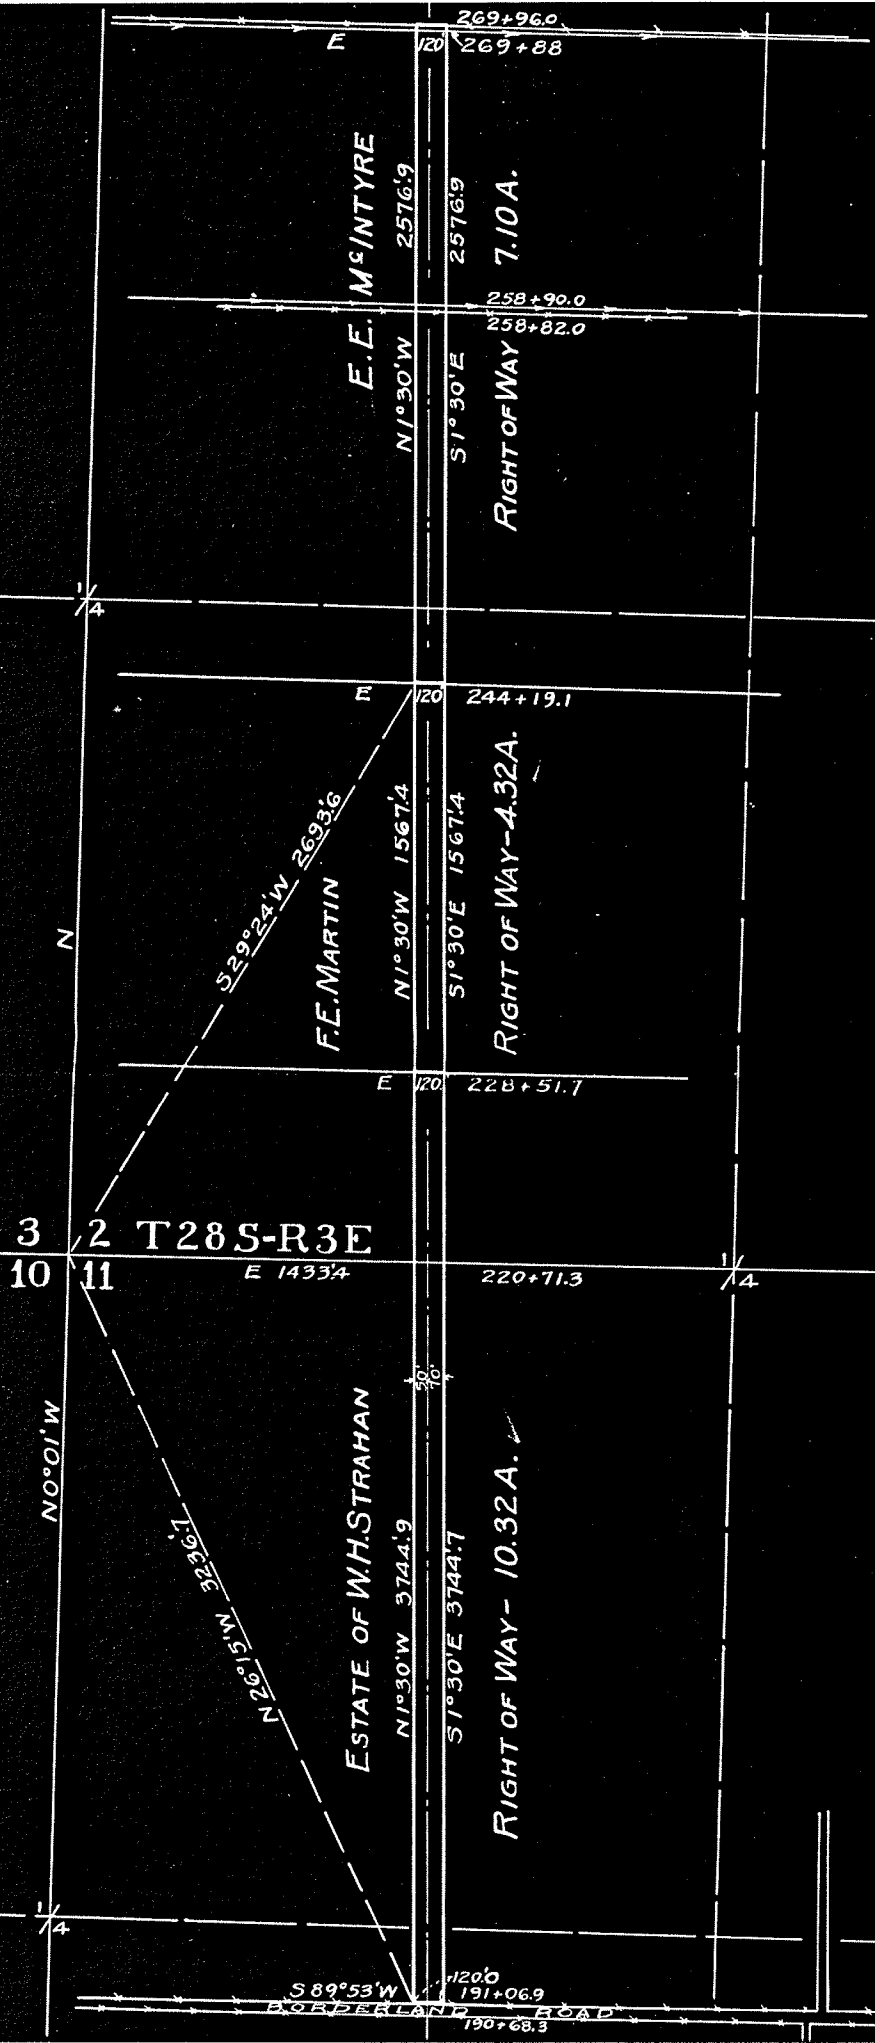 269+96.0
E 120' 269+88
E.E. McINTYRE
2576.'9
2576.'9
7.10 A.
258+90.0
258+82.0
N1°30'W
S1°30'E
RIGHT OF WAY
1/4
E 120' 244+19.1
S29°24'W 2693.'6
N
F.E. MARTIN
N1°30'W 1567.'4
S1°30'E 1567.'4
RIGHT OF WAY-4.32A.
E 120' 228+51.7
3 2 T28S-R3E
10 11 E 1433.'4 220+71.3 1/4
50' 70'
N0°01'W
N26°15'W 3236.'7
ESTATE OF W.H. STRAHAN
N1°30'W 3744.'9
S1°30'E 3744.'7
RIGHT OF WAY- 10.32A.
1/4
120.'0
S 89°53'W 191+06.9
BORDERLAND ROAD
190+68.3